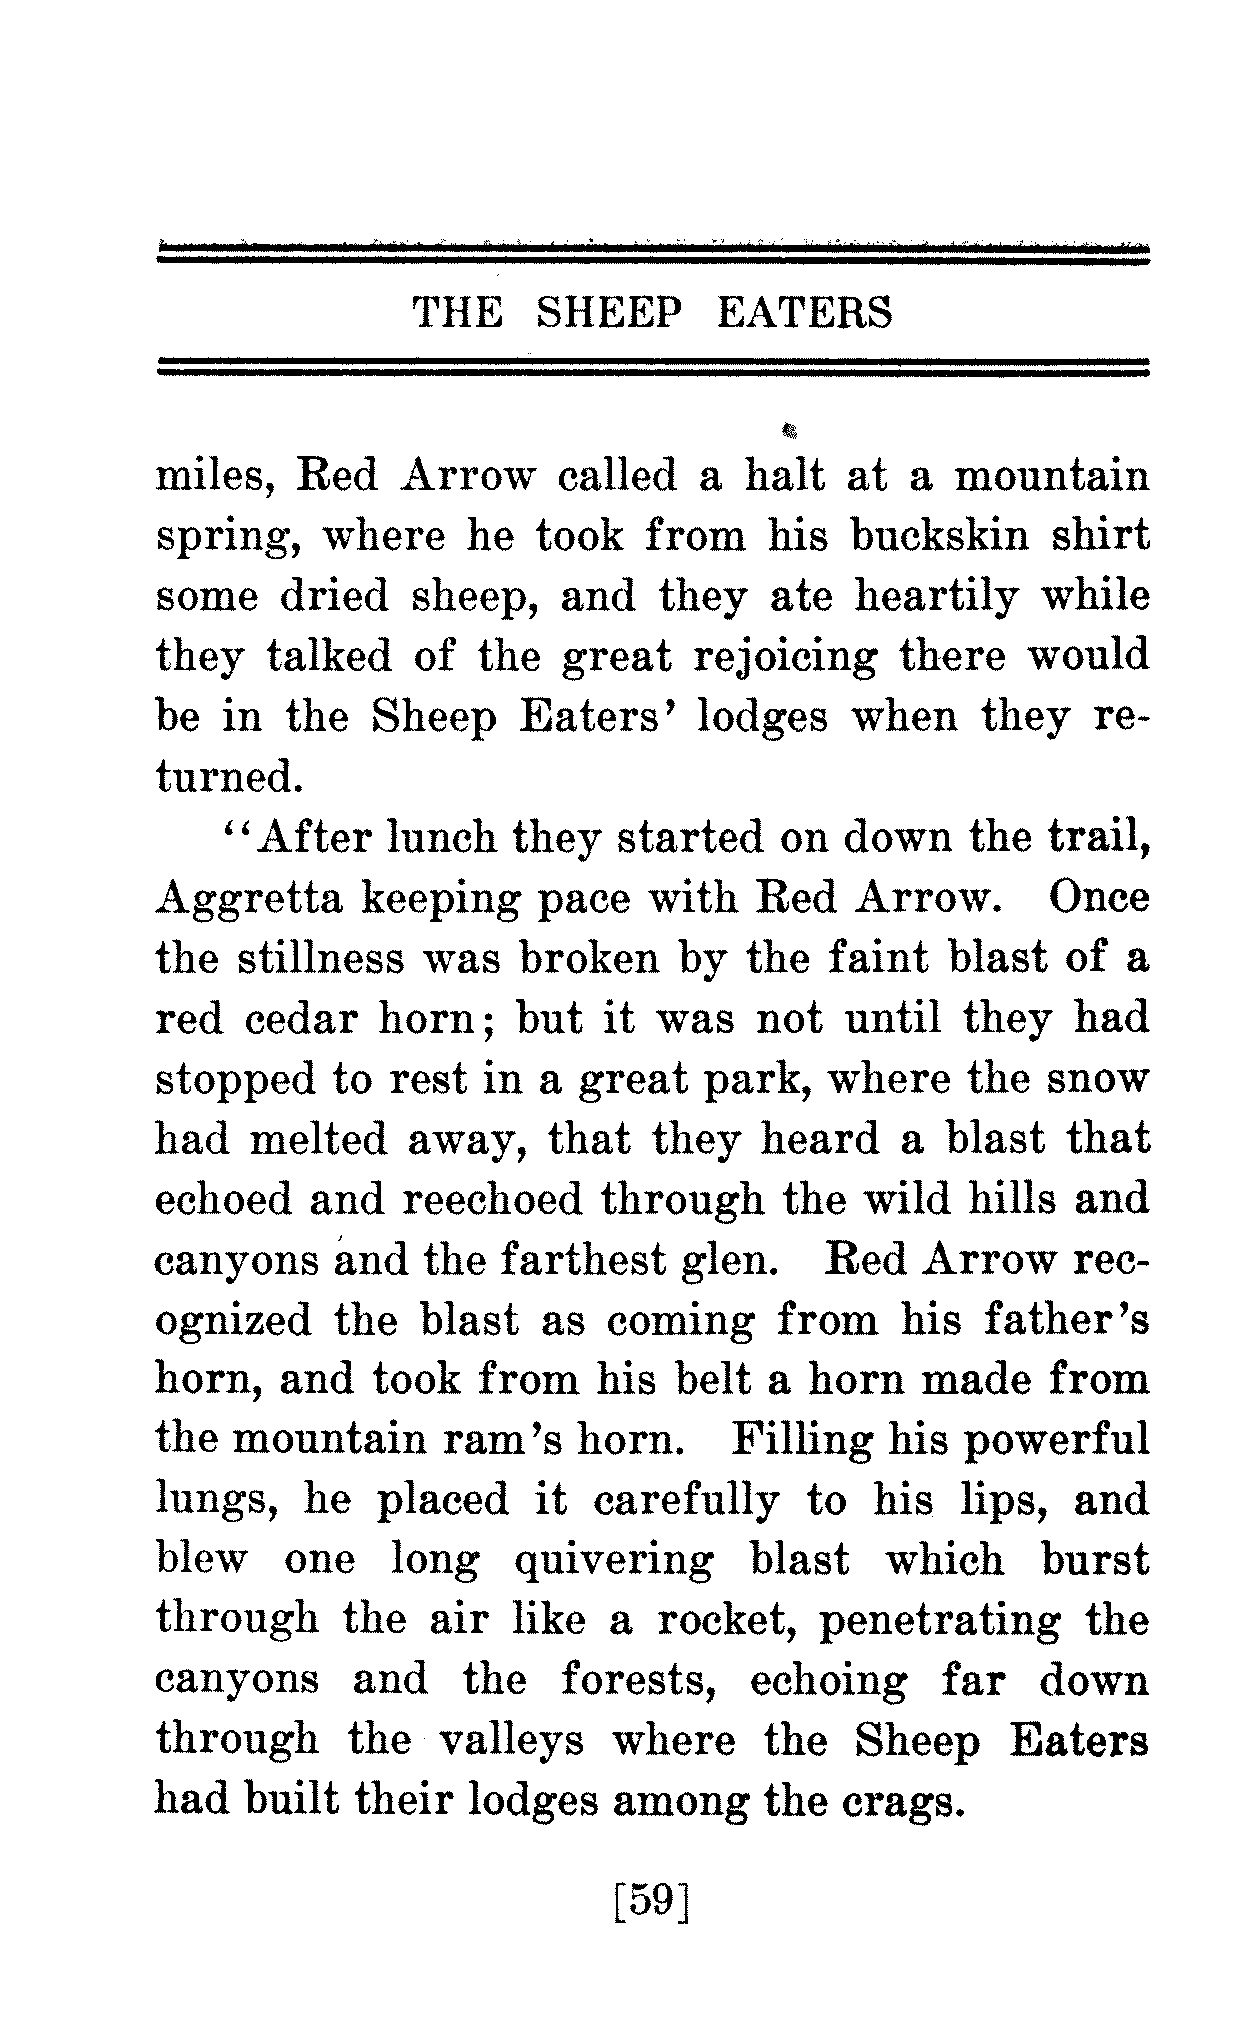 THE SHEEP EATERS
miles, Red Arrow called a halt at a mountain
spring, where he took from his buckskin shirt
some dried sheep, and they ate heartily while
they talked of the great rejoicing there would
be in the Sheep Eaters' lodges when they re-
turned.
"After lunch they started on down the trail,
Aggretta keeping pace with Red Arrow. Once
the stillness was broken by the faint blast of a
red cedar horn; but it was not until they had
stopped to rest in a great park, where the snow
had melted away, that they heard a blast that
echoed and reechoed through the wild hills and
canyons and the farthest glen. Red Arrow rec-
ognized the blast as coming from his father's
horn, and took from his belt a horn made from
the mountain ram's horn. Filling his powerful
lungs, he placed it carefully to his lips, and
blew one long quivering blast which burst
through the air like a rocket, penetrating the
canyons and the forests, echoing far down
through the valleys where the Sheep Eaters
had built their lodges among the crags.
[59]